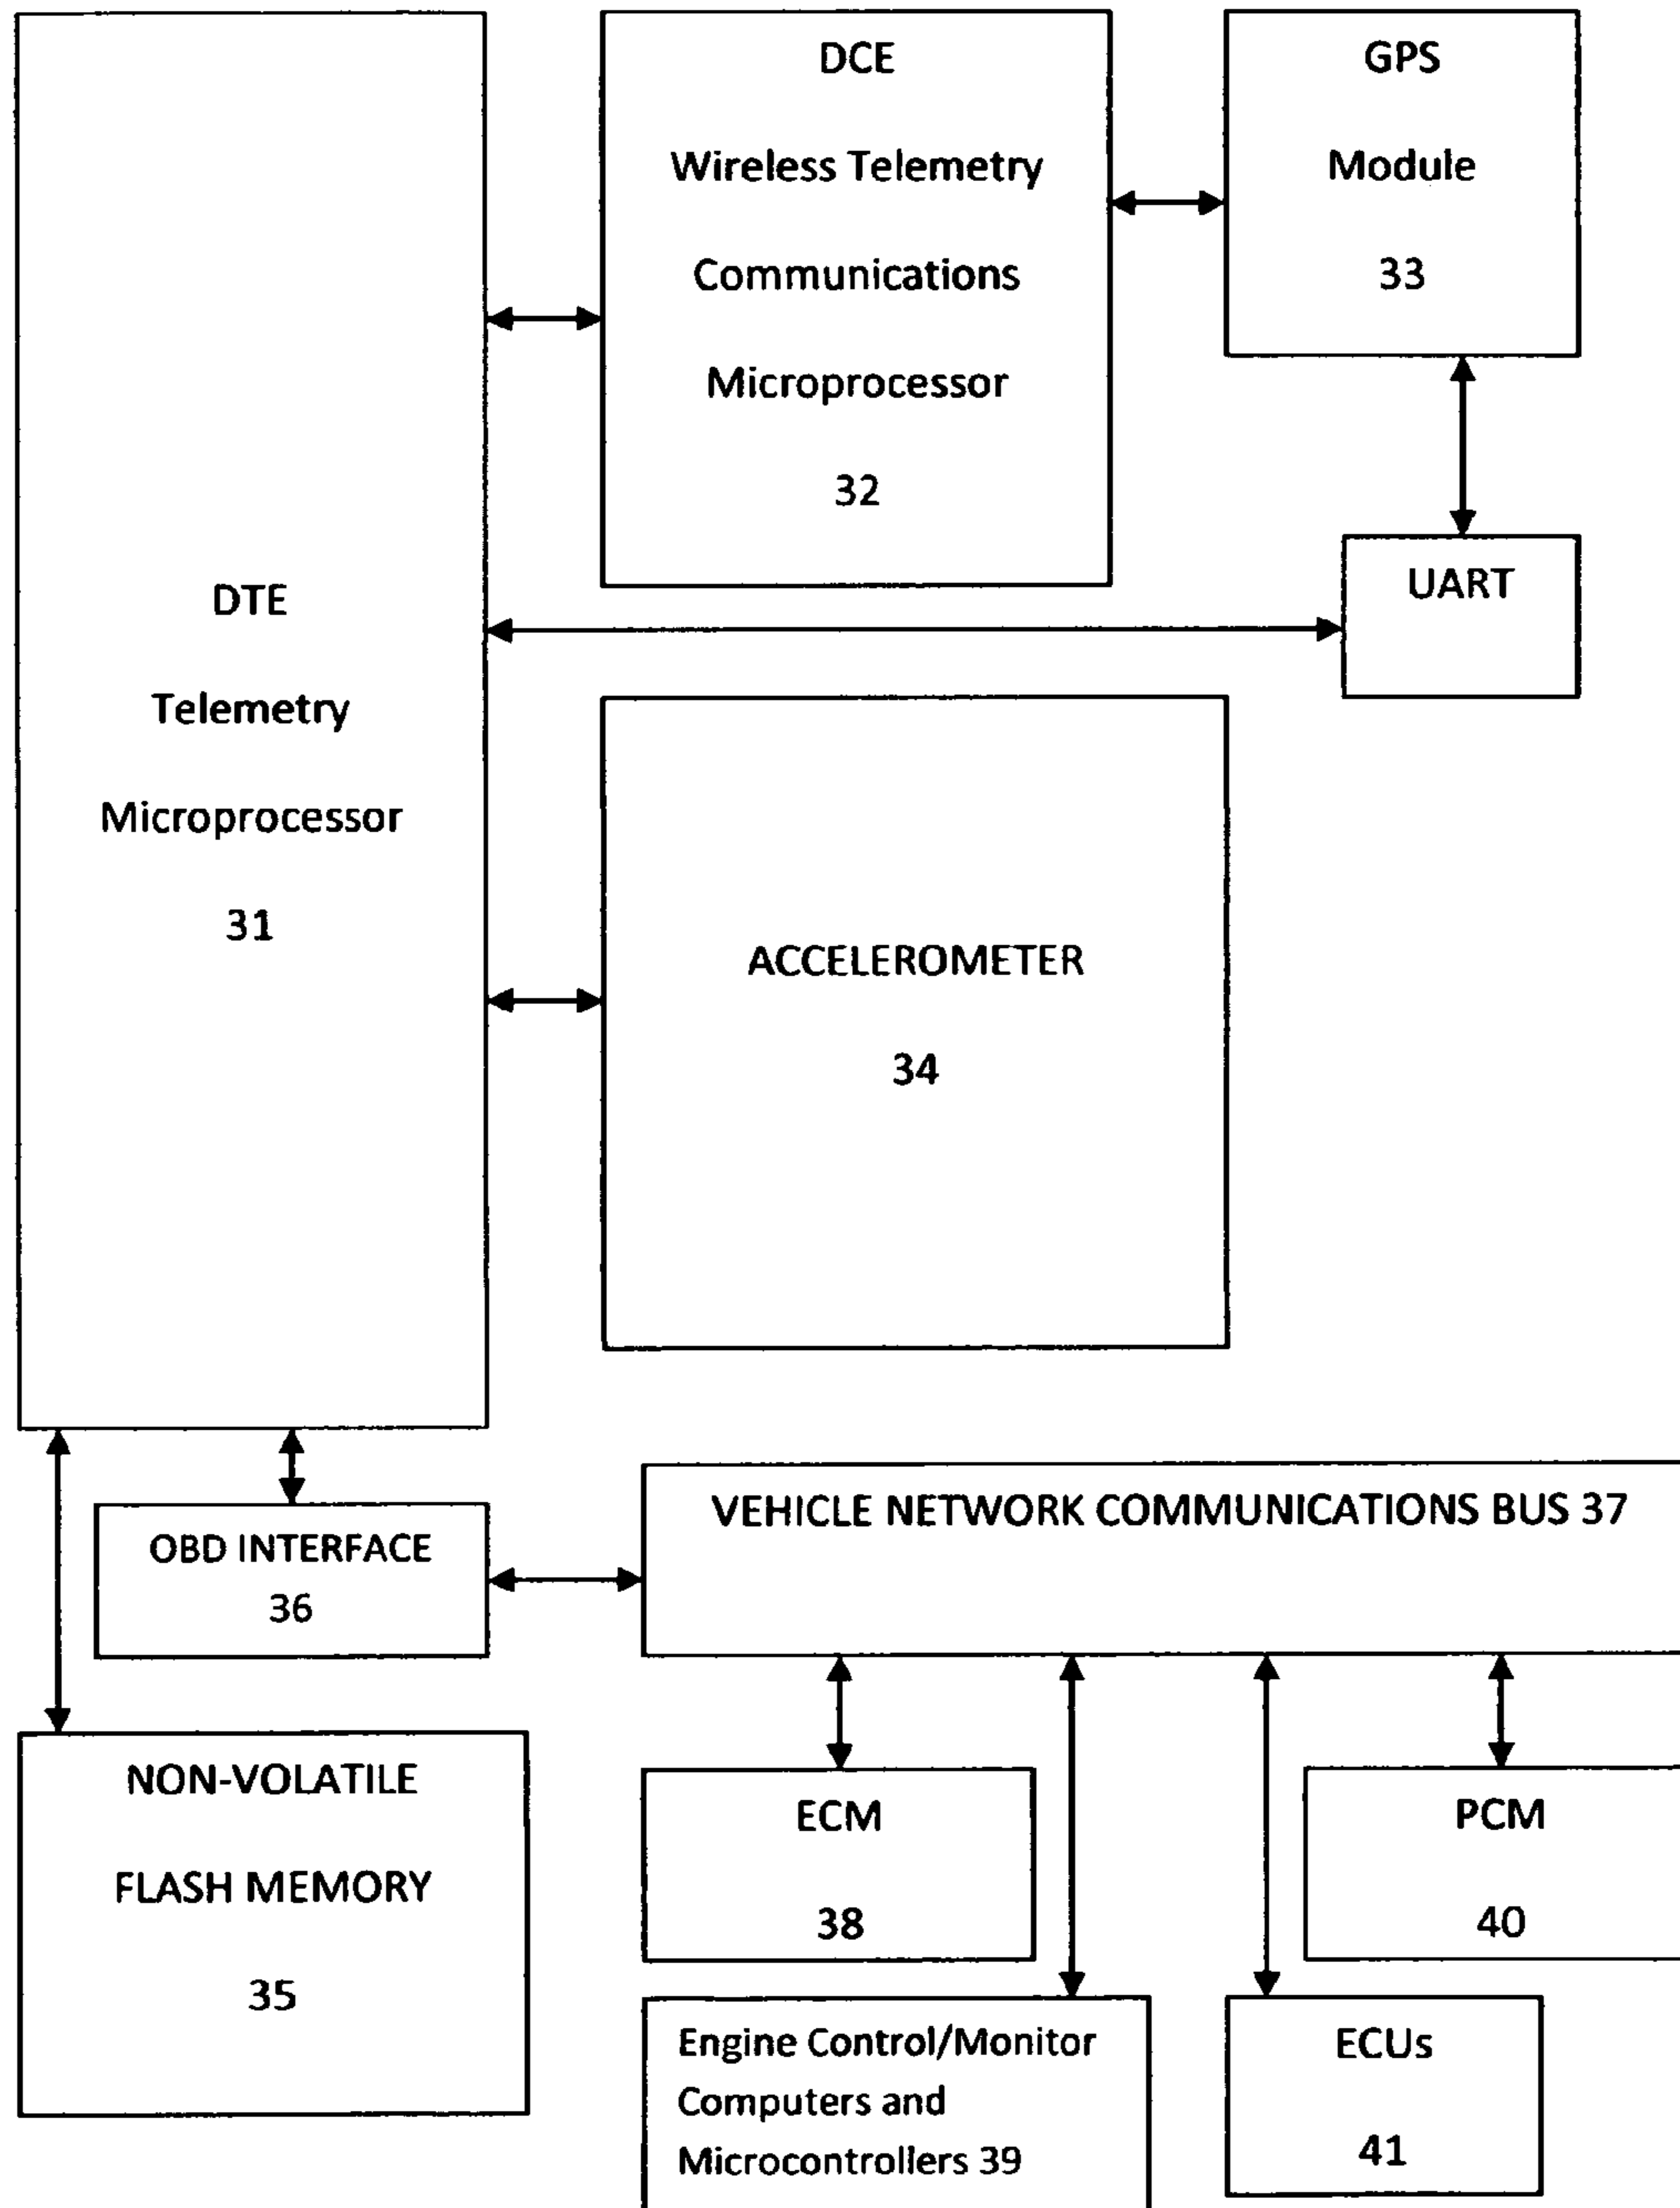 DCE
Wireless Telemetry
Communications
Microprocessor
32
GPS
Module
33
UART
DTE
Telemetry
Microprocessor
31
ACCELEROMETER
34
OBD INTERFACE
36
VEHICLE NETWORK COMMUNICATIONS BUS 37
NON-VOLATILE
FLASH MEMORY
35
ECM
38
PCM
40
Engine Control/Monitor
Computers and
Microcontrollers 39
ECUs
41